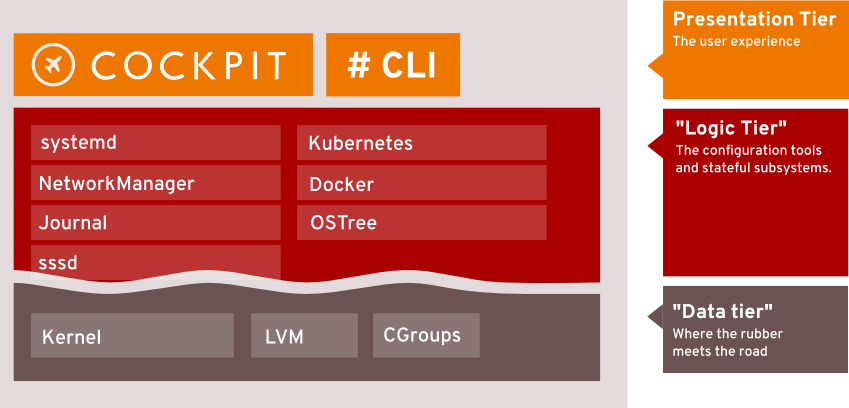 COCKPIT
# CLI
systemd
NetworkManager
Journal
sssd
Kubernetes
Docker
OSTree
Kernel
LVM
CGroups
Presentation Tier
The user experience
"Logic Tier"
The configuration tools
and stateful subsystems.
"Data tier"
Where the rubber
meets the road